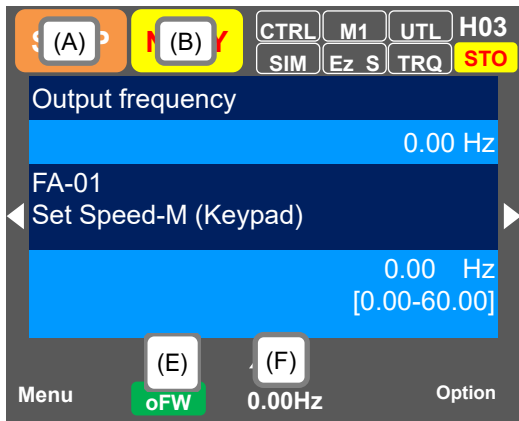 (A) (B) CTRL M1 UTL H03
SIM Ez S TRQ STO
Output frequency
0.00 Hz
FA-01
Set Speed-M (Keypad)
0.00 Hz
[0.00-60.00]
(E) (F)
Menu oFW 0.00Hz Option